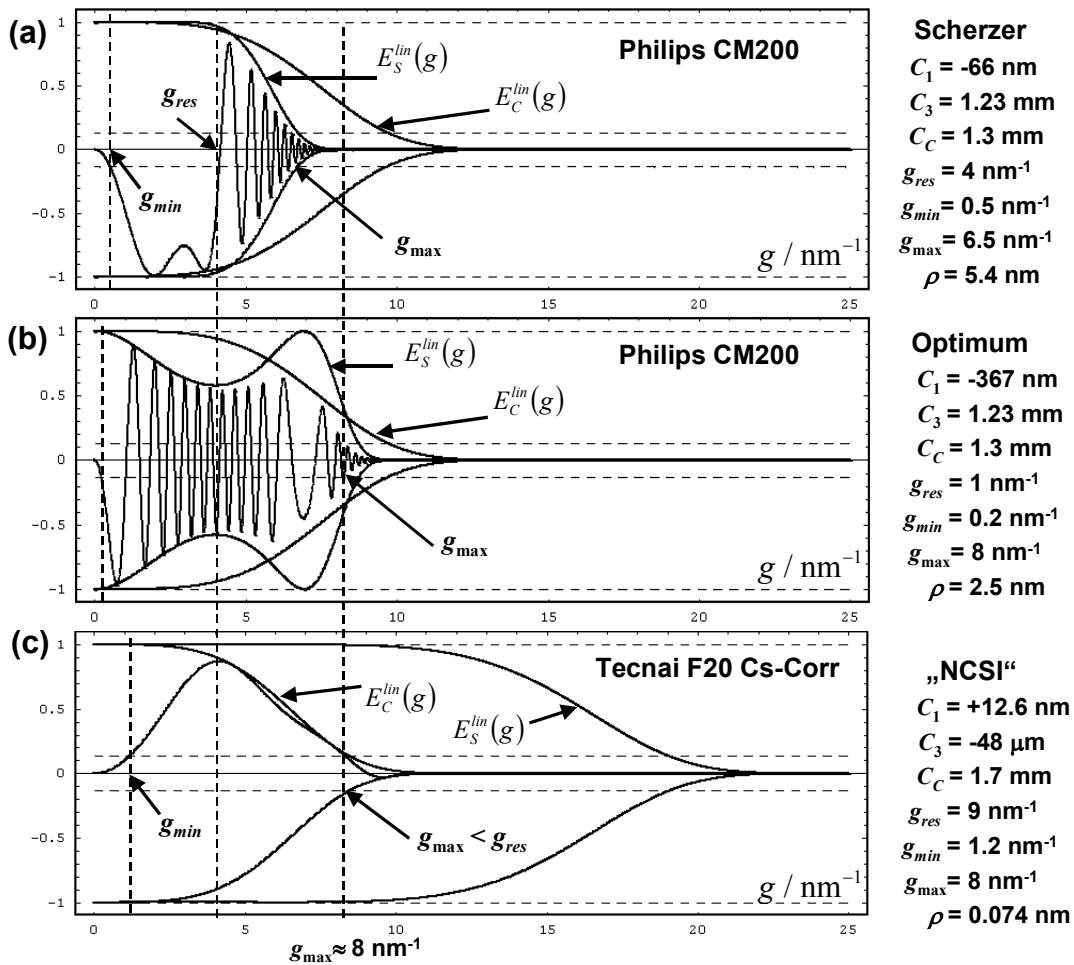 (a)
Philips CM200
E_S^{lin}(g)
E_C^{lin}(g)
g_res
g_min
g_max
g / nm⁻¹
1
0.5
0
-0.5
-1
0 5 10 15 20 25
Scherzer
C₁ = -66 nm
C₃ = 1.23 mm
C_C = 1.3 mm
g_res = 4 nm⁻¹
g_min = 0.5 nm⁻¹
g_max = 6.5 nm⁻¹
ρ = 5.4 nm
(b)
Philips CM200
E_S^{lin}(g)
E_C^{lin}(g)
g_max
g / nm⁻¹
1
0.5
0
-0.5
-1
0 5 10 15 20 25
Optimum
C₁ = -367 nm
C₃ = 1.23 mm
C_C = 1.3 mm
g_res = 1 nm⁻¹
g_min = 0.2 nm⁻¹
g_max = 8 nm⁻¹
ρ = 2.5 nm
(c)
Tecnai F20 Cs-Corr
E_C^{lin}(g)
E_S^{lin}(g)
g_min
g_max < g_res
g / nm⁻¹
1
0.5
0
-0.5
-1
0 5 10 15 20 25
g_max ≈ 8 nm⁻¹
„NCSI“
C₁ = +12.6 nm
C₃ = -48 μm
C_C = 1.7 mm
g_res = 9 nm⁻¹
g_min = 1.2 nm⁻¹
g_max = 8 nm⁻¹
ρ = 0.074 nm